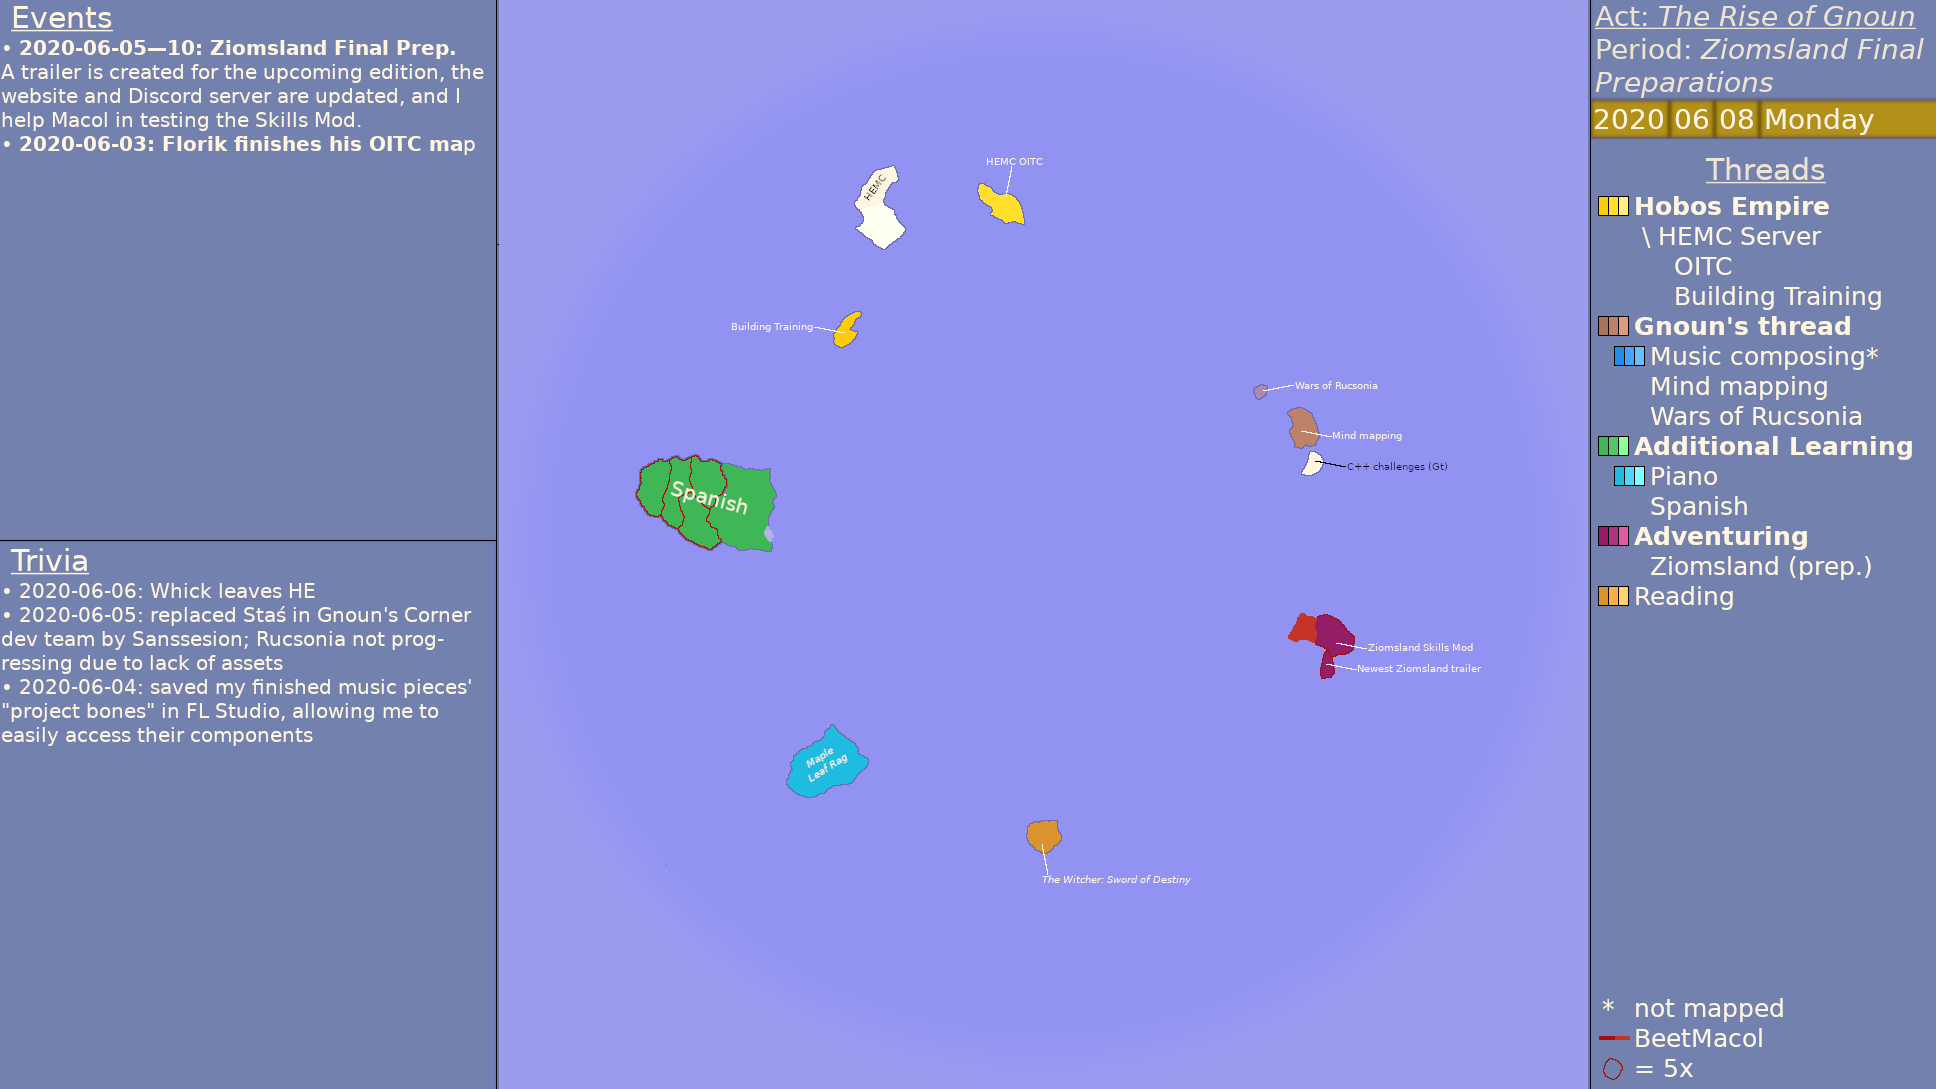 Events
• 2020-06-05—10: Ziomsland Final Prep.
A trailer is created for the upcoming edition, the
website and Discord server are updated, and I
help Macol in testing the Skills Mod.
• 2020-06-03: Florik finishes his OITC map
Trivia
• 2020-06-06: Whick leaves HE
• 2020-06-05: replaced Staś in Gnoun's Corner
dev team by Sanssesion; Rucsonia not prog-
ressing due to lack of assets
• 2020-06-04: saved my finished music pieces'
"project bones" in FL Studio, allowing me to
easily access their components
HEMC
HEMC OITC
Building Training
Wars of Rucsonia
Mind mapping
C++ challenges (Gt)
Spanish
Ziomsland Skills Mod
Newest Ziomsland trailer
Maple
Leaf Rag
The Witcher: Sword of Destiny
Act: The Rise of Gnoun
Period: Ziomsland Final
Preparations
2020 06 08 Monday
Threads
Hobos Empire
\ HEMC Server
OITC
Building Training
Gnoun's thread
Music composing*
Mind mapping
Wars of Rucsonia
Additional Learning
Piano
Spanish
Adventuring
Ziomsland (prep.)
Reading
* not mapped
BeetMacol
= 5x